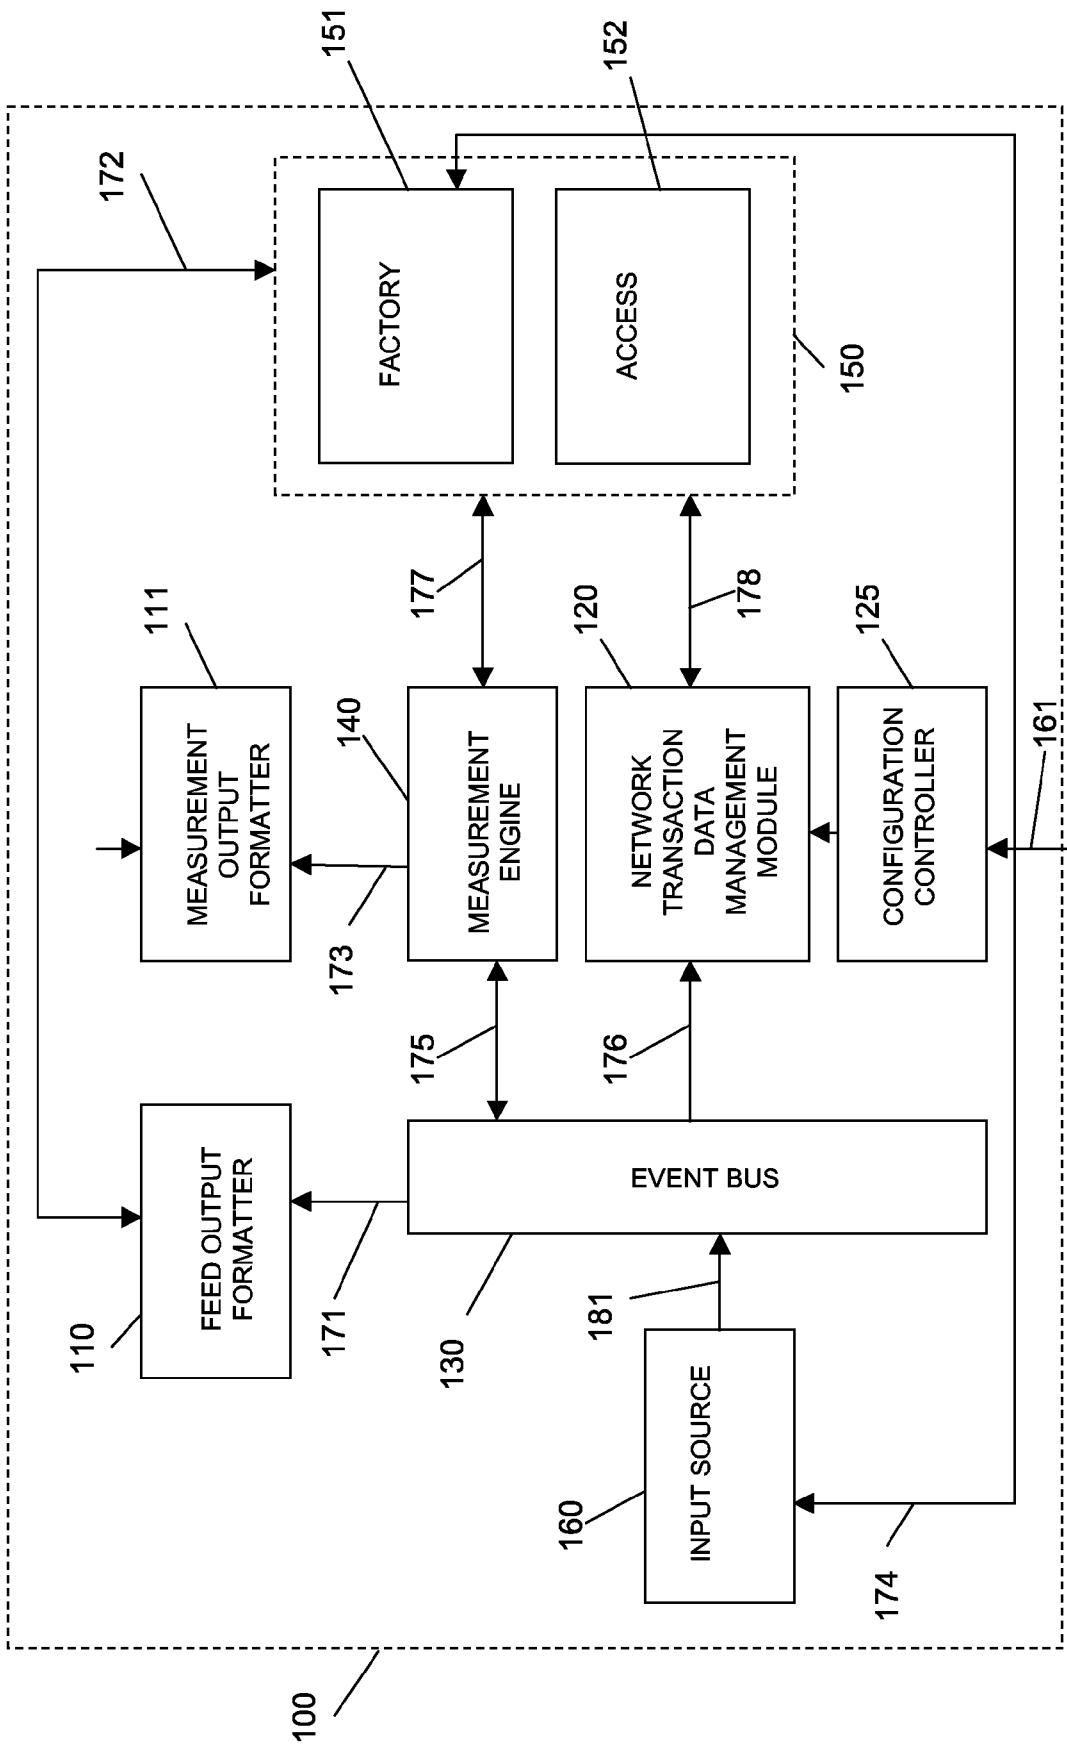 100
110
FEED OUTPUT
FORMATTER
171
172
MEASUREMENT
OUTPUT
FORMATTER
111
173
130
EVENT BUS
175
MEASUREMENT
ENGINE
140
177
FACTORY
151
ACCESS
152
150
160
INPUT SOURCE
181
176
NETWORK
TRANSACTION
DATA
MANAGEMENT
MODULE
120
178
CONFIGURATION
CONTROLLER
125
174
161